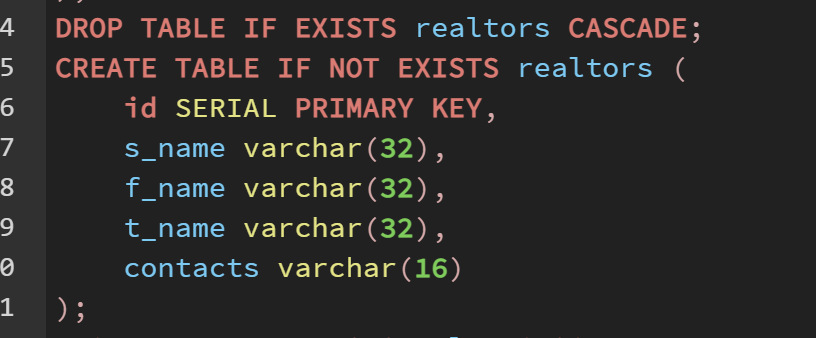 4 DROP TABLE IF EXISTS realtors CASCADE;
5 CREATE TABLE IF NOT EXISTS realtors (
6 id SERIAL PRIMARY KEY,
7 s_name varchar(32),
8 f_name varchar(32),
9 t_name varchar(32),
0 contacts varchar(16)
1 );